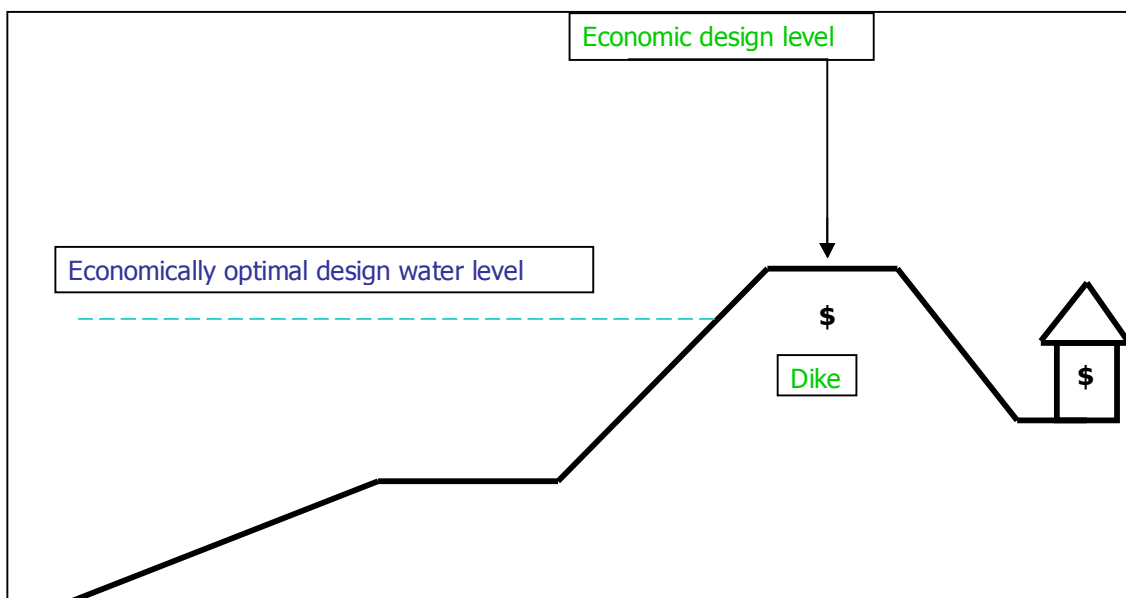 Economic design level
Economically optimal design water level
$
Dike
$